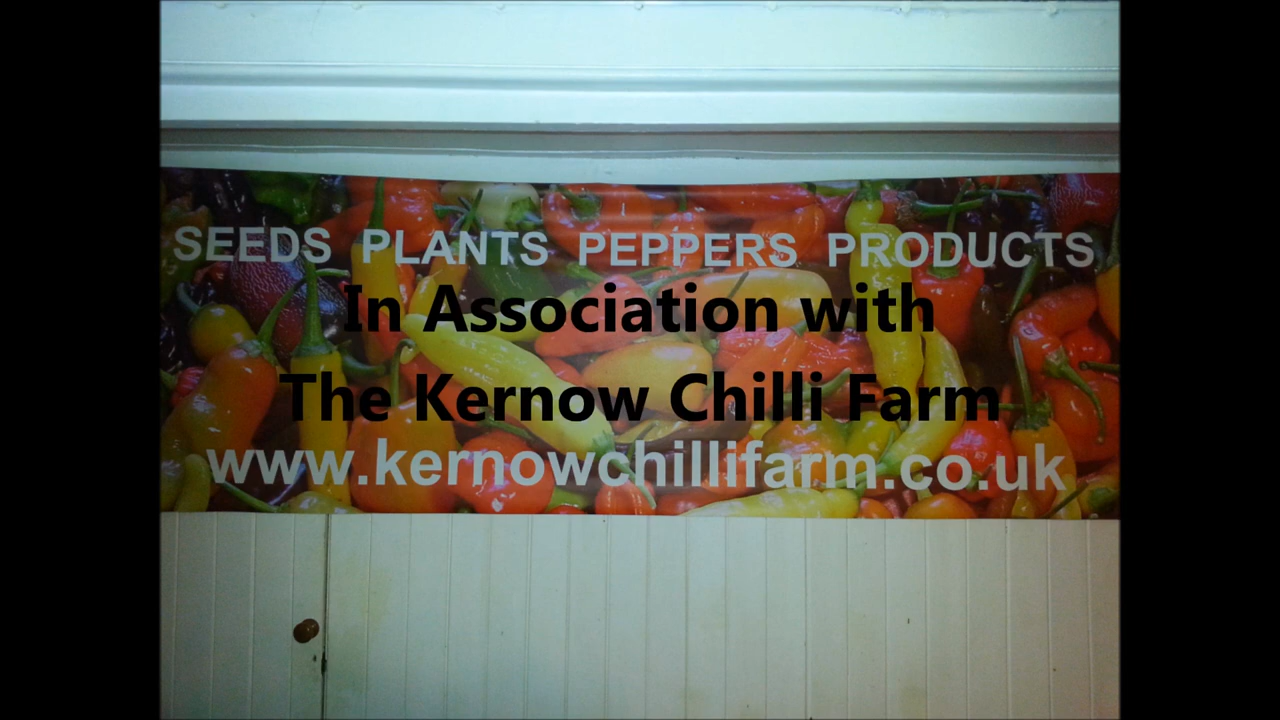 SEEDS PLANTS PEPPERS PRODUCTS
In Association with
The Kernow Chilli Farm
www.kernowchillifarm.co.uk